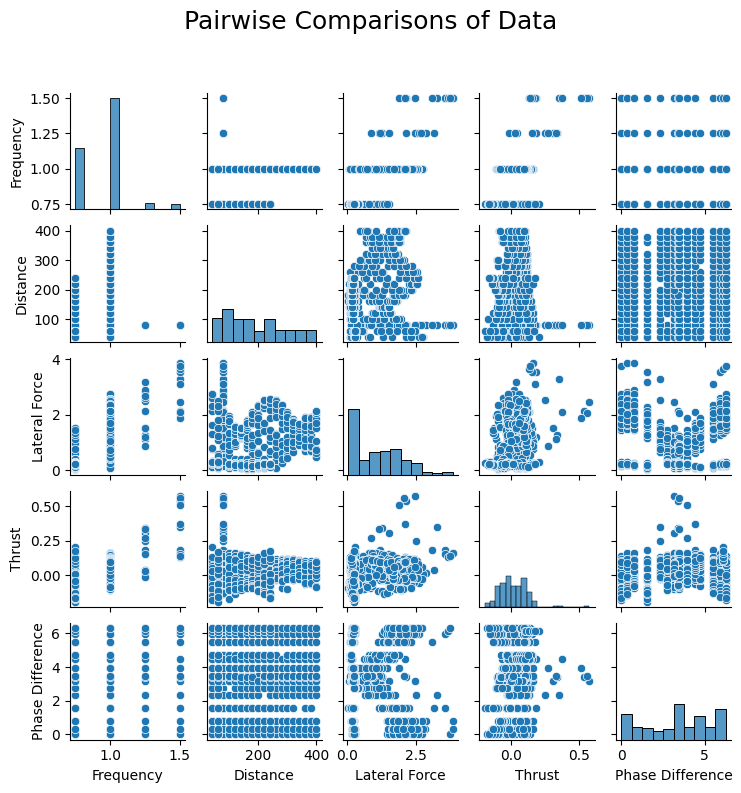 Pairwise Comparisons of Data
Frequency
1.50
1.25
1.00
0.75
Distance
400
300
200
100
Lateral Force
4
2
0
Thrust
0.50
0.25
0.00
Phase Difference
6
4
2
0
1.0 1.5
200 400
0.0 2.5
0.0 0.5
0 5
Frequency
Distance
Lateral Force
Thrust
Phase Difference